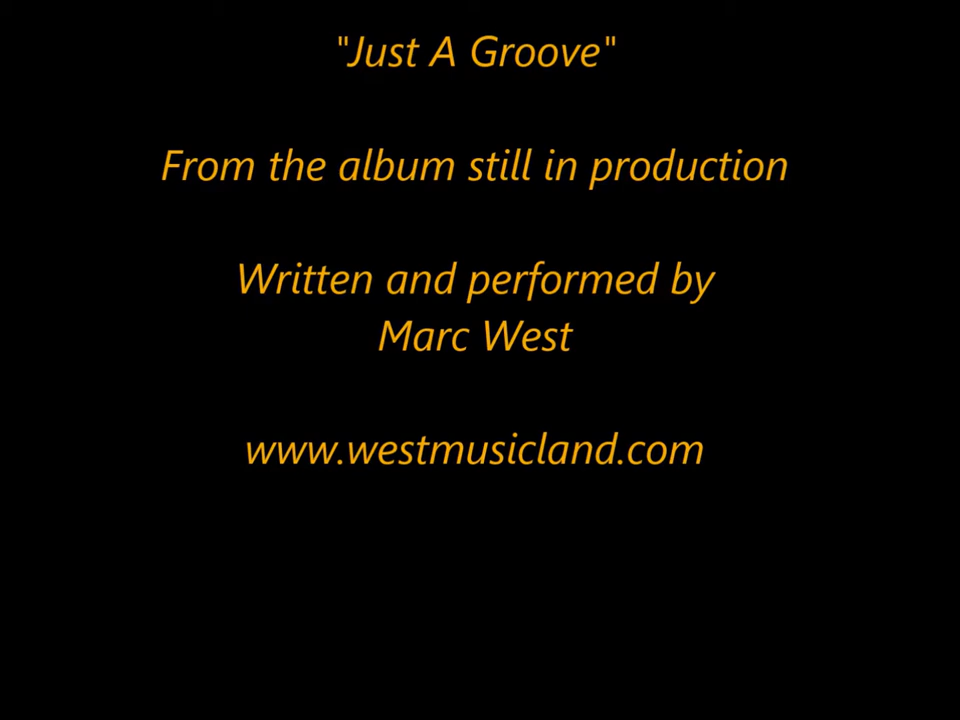 "Just A Groove"
From the album still in production
Written and performed by
Marc West
www.westmusicland.com